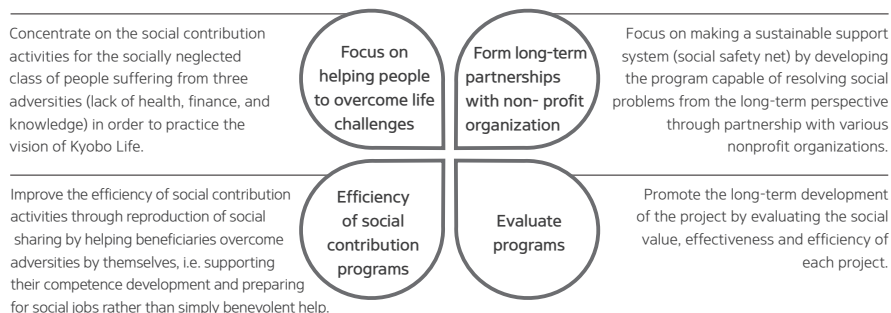 Concentrate on the social contribution
activities for the socially neglected
class of people suffering from three
adversities (lack of health, finance, and
knowledge) in order to practice the
vision of Kyobo Life.
Focus on
helping people
to overcome life
challenges
Form long-term
partnerships
with non- profit
organization
Focus on making a sustainable support
system (social safety net) by developing
the program capable of resolving social
problems from the long-term perspective
through partnership with various
nonprofit organizations.
Improve the efficiency of social contribution
activities through reproduction of social
sharing by helping beneficiaries overcome
adversities by themselves, i.e. supporting
their competence development and preparing
for social jobs rather than simply benevolent help.
Efficiency
of social
contribution
programs
Evaluate
programs
Promote the long-term development
of the project by evaluating the social
value, effectiveness and efficiency of
each project.